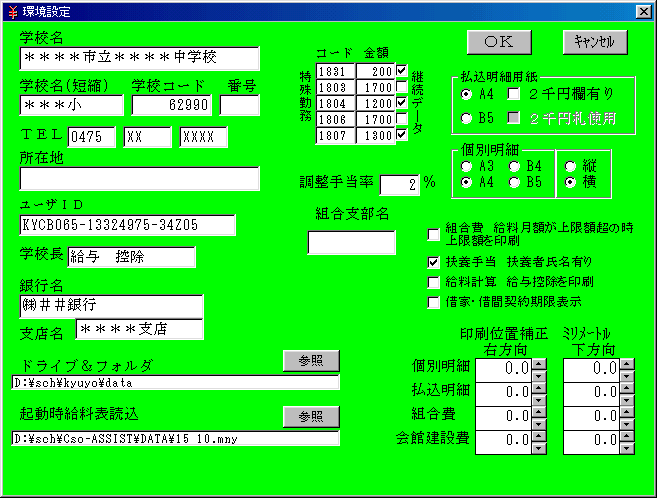 環境設定
学校名
＊＊＊＊市立＊＊＊＊中学校
学校名(短縮) 学校コード 番号
＊＊＊小 62990
ＴＥＬ 0475 XX XXXX
所在地
ユーザＩＤ
KYCB065-13324975-34Z05
学校長 給与　控除
銀行名
㈱＃＃銀行
支店名 ＊＊＊＊支店
ドライブ＆フォルダ 参照
D:¥sch¥kyuyo¥data
起動時給料表読込 参照
D:¥sch¥Cso-ASSIST¥DATA¥15_10.mny
コード 金額
特殊勤務
1831 200
1803 1700
1804 1200
1806 1700
1807 1300
継続データ
調整手当率 2 %
組合支部名
ＯＫ キャンセル
払込明細用紙
A4 ２千円欄有り
B5 ２千円札使用
個別明細
A3 B4 縦
A4 B5 横
組合費　給料月額が上限額超の時
上限額を印刷
扶養手当　扶養者氏名有り
給料計算　給与控除を印刷
借家・借間契約期限表示
印刷位置補正 ミリメートル
右方向 下方向
個別明細 0.0 0.0
払込明細 0.0 0.0
組合費 0.0 0.0
会館建設費 0.0 0.0